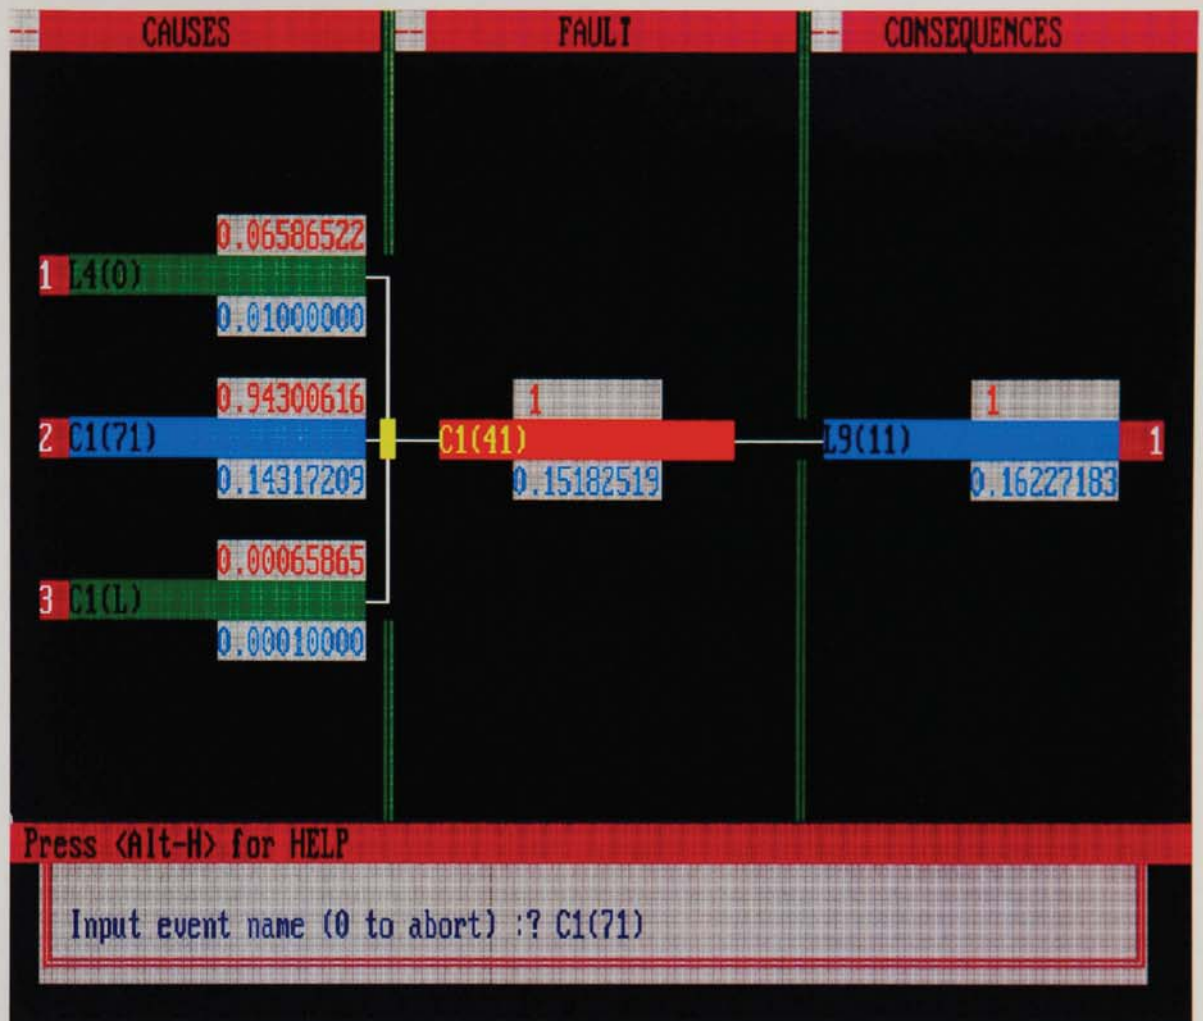 -- CAUSES -- FAULT -- CONSEQUENCES
0.06586522
1 L4(0)
0.01000000
0.94300616 1 1
2 C1(71) C1(41) L9(11) 1
0.14317209 0.15182519 0.16227183
0.00065865
3 C1(L)
0.00010000
Press <Alt-H> for HELP
Input event name (0 to abort) :? C1(71)